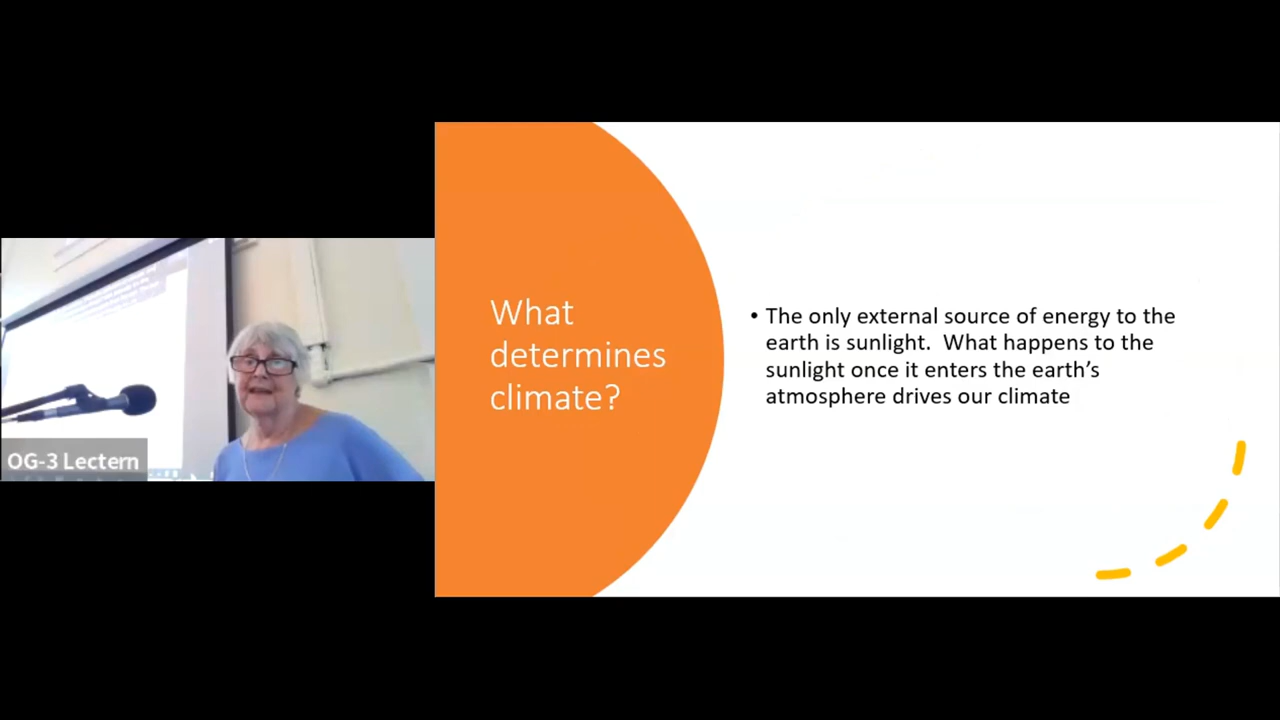 What
determines
climate?
• The only external source of energy to the
earth is sunlight.  What happens to the
sunlight once it enters the earth’s
atmosphere drives our climate
OG-3 Lectern